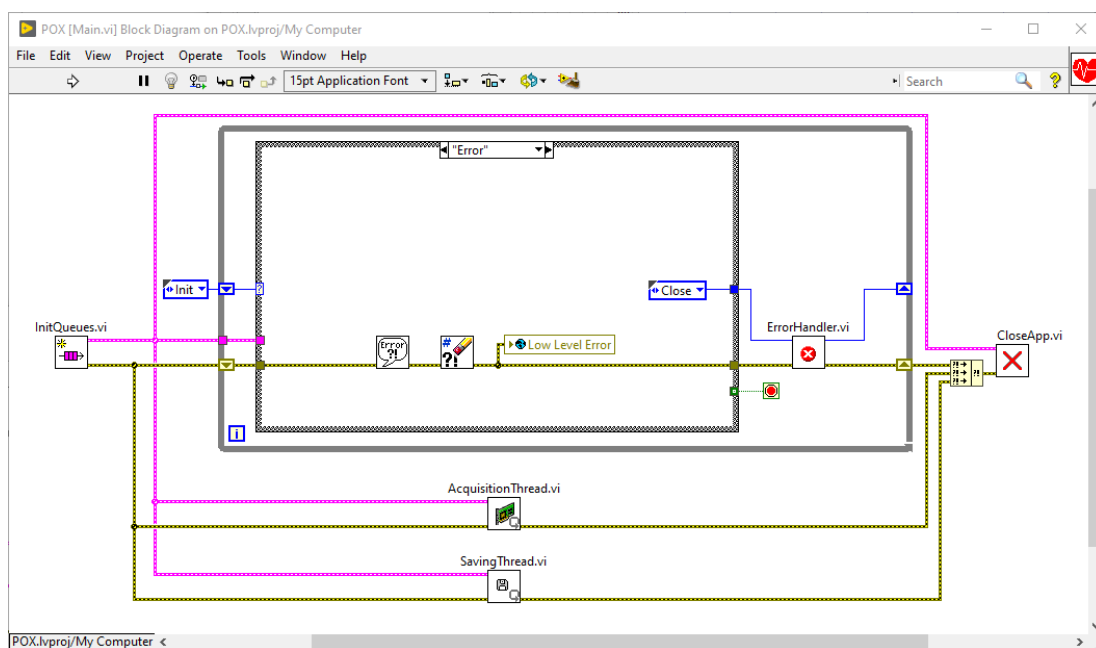 POX [Main.vi] Block Diagram on POX.lvproj/My Computer
File Edit View Project Operate Tools Window Help
15pt Application Font
Search
"Error"
Init
Close
InitQueues.vi
ErrorHandler.vi
CloseApp.vi
Error
?!
#
?!
Low Level Error
?!
?!
?!
?!
i
AcquisitionThread.vi
SavingThread.vi
POX.lvproj/My Computer